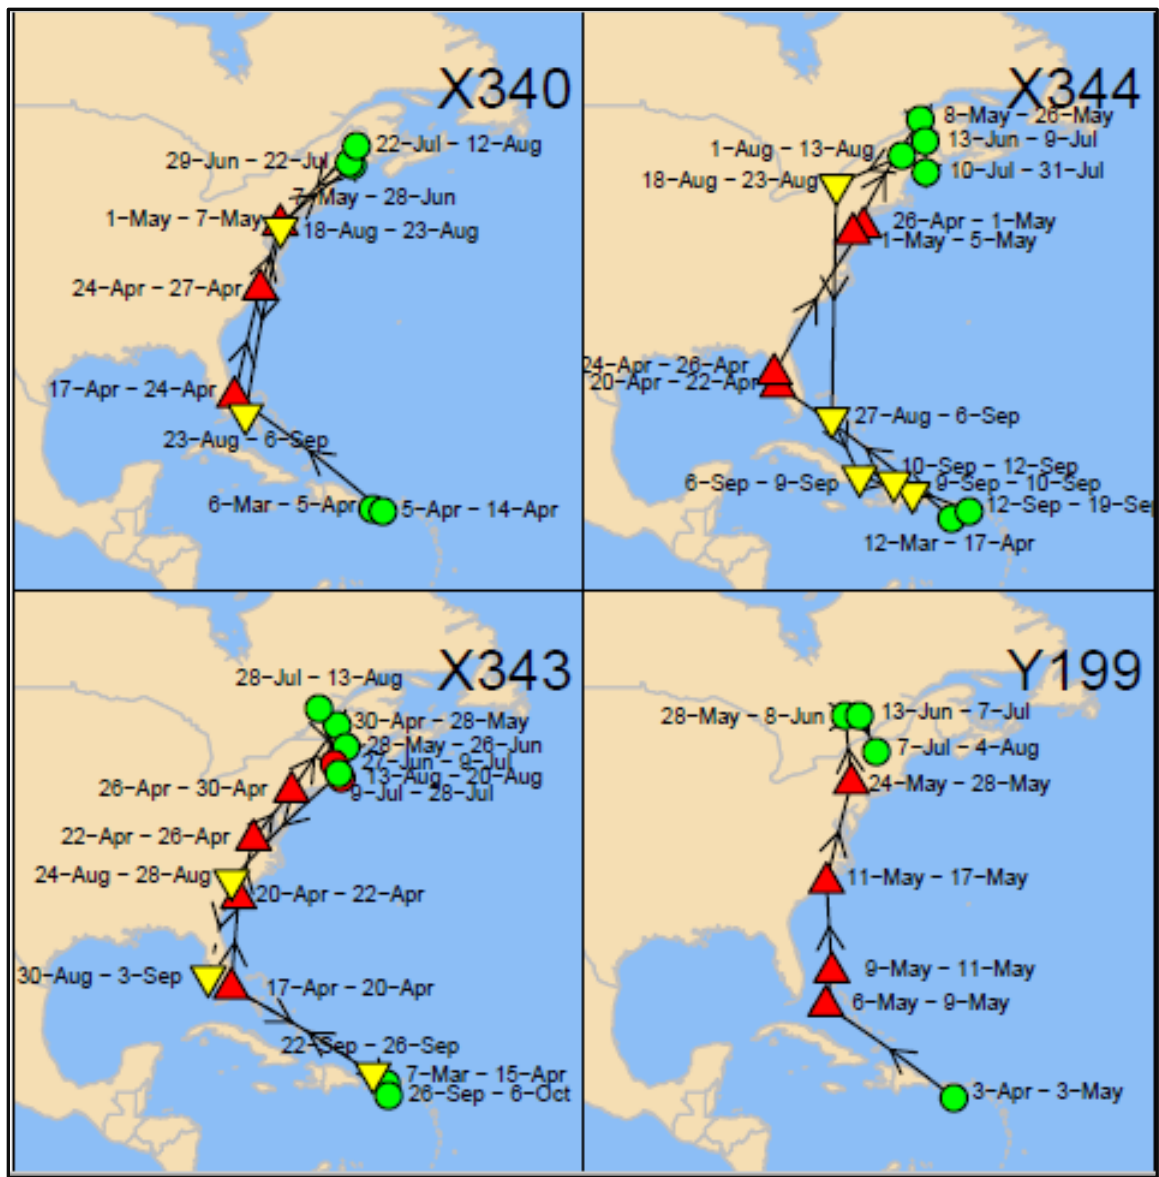 X340
22-Jul - 12-Aug
29-Jun - 22-Jul
7-May - 28-Jun
1-May - 7-May
18-Aug - 23-Aug
24-Apr - 27-Apr
17-Apr - 24-Apr
23-Aug - 6-Sep
6-Mar - 5-Apr
5-Apr - 14-Apr
X344
8-May - 26-May
13-Jun - 9-Jul
1-Aug - 13-Aug
10-Jul - 31-Jul
18-Aug - 23-Aug
26-Apr - 1-May
1-May - 5-May
24-Apr - 26-Apr
20-Apr - 22-Apr
27-Aug - 6-Sep
10-Sep - 12-Sep
6-Sep - 9-Sep
9-Sep - 10-Sep
12-Sep - 19-Sep
12-Mar - 17-Apr
X343
28-Jul - 13-Aug
30-Apr - 28-May
28-May - 26-Jun
27-Jun - 9-Jul
13-Aug - 20-Aug
9-Jul - 28-Jul
26-Apr - 30-Apr
22-Apr - 26-Apr
24-Aug - 28-Aug
20-Apr - 22-Apr
30-Aug - 3-Sep
17-Apr - 20-Apr
22-Sep - 26-Sep
7-Mar - 15-Apr
26-Sep - 6-Oct
Y199
28-May - 8-Jun
13-Jun - 7-Jul
7-Jul - 4-Aug
24-May - 28-May
11-May - 17-May
9-May - 11-May
6-May - 9-May
3-Apr - 3-May